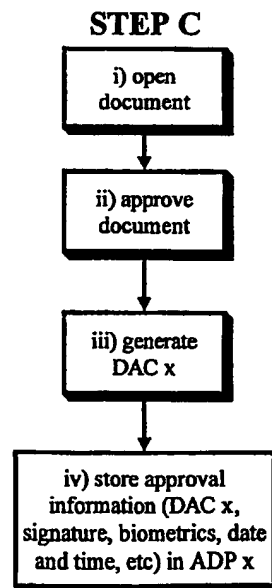 STEP C
i) open
document
ii) approve
document
iii) generate
DAC x
iv) store approval
information (DAC x,
signature, biometrics, date
and time, etc) in ADP x